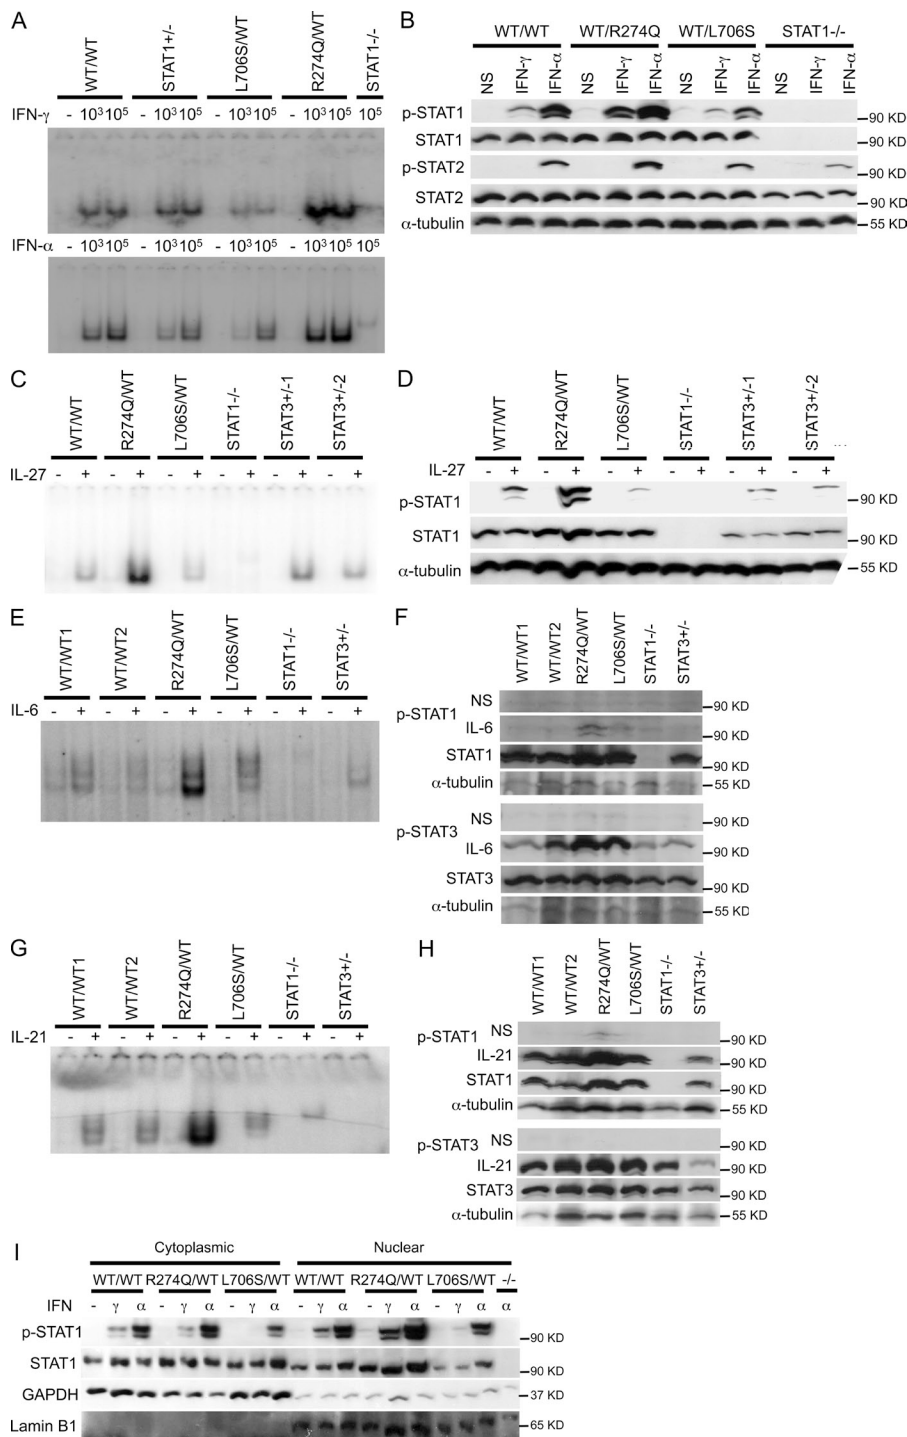 A
WT/WT
STAT1+/-
L706S/WT
R274Q/WT
STAT1-/-
IFN-γ - 10³ 10⁵ - 10³ 10⁵ - 10³ 10⁵ - 10³ 10⁵ 10⁵
IFN-α - 10³ 10⁵ - 10³ 10⁵ - 10³ 10⁵ - 10³ 10⁵ 10⁵
B
WT/WT WT/R274Q WT/L706S STAT1-/-
NS IFN-γ IFN-α NS IFN-γ IFN-α NS IFN-γ IFN-α NS IFN-γ IFN-α
p-STAT1 90 KD
STAT1 90 KD
p-STAT2 90 KD
STAT2 90 KD
α-tubulin 55 KD
C
WT/WT
R274Q/WT
L706S/WT
STAT1-/-
STAT3+/-1
STAT3+/-2
IL-27 - + - + - + - + - + - +
D
WT/WT
R274Q/WT
L706S/WT
STAT1-/-
STAT3+/-1
STAT3+/-2
IL-27 - + - + - + - + - + - +
p-STAT1 90 KD
STAT1 90 KD
α-tubulin 55 KD
E
WT/WT1
WT/WT2
R274Q/WT
L706S/WT
STAT1-/-
STAT3+/-
IL-6 - + - + - + - + - + - +
F
WT/WT1
WT/WT2
R274Q/WT
L706S/WT
STAT1-/-
STAT3+/-
NS 90 KD
p-STAT1
IL-6 90 KD
STAT1 90 KD
α-tubulin 55 KD
NS 90 KD
p-STAT3
IL-6 90 KD
STAT3 90 KD
α-tubulin 55 KD
G
WT/WT1
WT/WT2
R274Q/WT
L706S/WT
STAT1-/-
STAT3+/-
IL-21 - + - + - + - + - + - +
H
WT/WT1
WT/WT2
R274Q/WT
L706S/WT
STAT1-/-
STAT3+/-
p-STAT1 NS 90 KD
IL-21 90 KD
STAT1 90 KD
α-tubulin 55 KD
p-STAT3 NS 90 KD
IL-21 90 KD
STAT3 90 KD
α-tubulin 55 KD
I
Cytoplasmic Nuclear
WT/WT R274Q/WT L706S/WT WT/WT R274Q/WT L706S/WT -/-
IFN - γ α - γ α - γ α - γ α - γ α - γ α α
p-STAT1 90 KD
STAT1 90 KD
GAPDH 37 KD
Lamin B1 65 KD